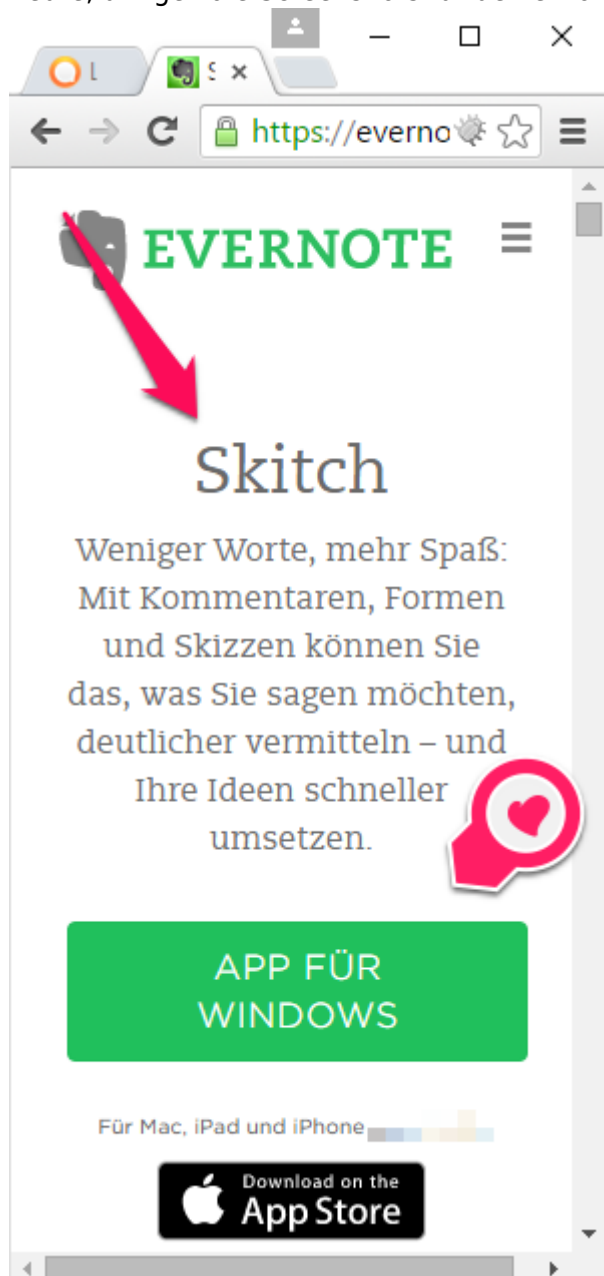 L
S
https://everno
EVERNOTE
Skitch
Weniger Worte, mehr Spaß:
Mit Kommentaren, Formen
und Skizzen können Sie
das, was Sie sagen möchten,
deutlicher vermitteln – und
Ihre Ideen schneller
umsetzen.
APP FÜR
WINDOWS
Für Mac, iPad und iPhone
Download on the
App Store